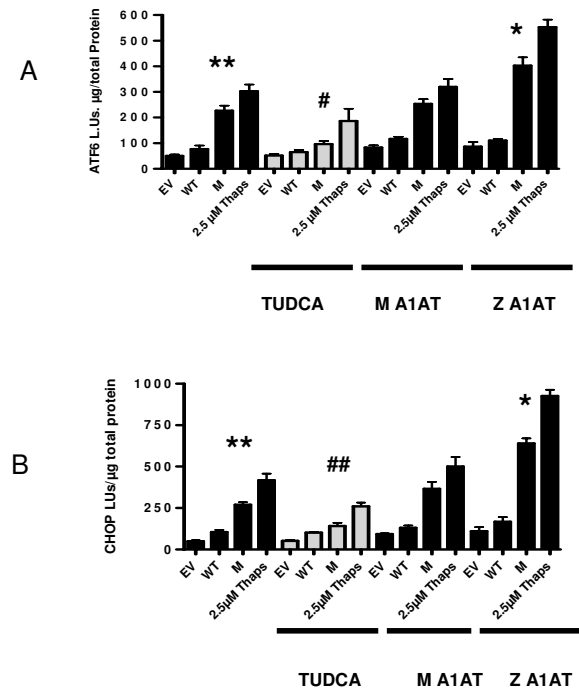 A
ATF6 L.Us. µg/total Protein
600
500
400
300
200
100
0
**
#
*
EV WT M 2.5 µM Thaps EV WT M 2.5 µM Thaps EV WT M 2.5µM Thaps EV WT M 2.5 µM Thaps
TUDCA M A1AT Z A1AT
B
CHOP LUs/µg total protein
1000
750
500
250
0
**
##
*
EV WT M 2.5µM Thaps EV WT M 2.5µM Thaps EV WT M 2.5µM Thaps EV WT M 2.5µM Thaps
TUDCA M A1AT Z A1AT